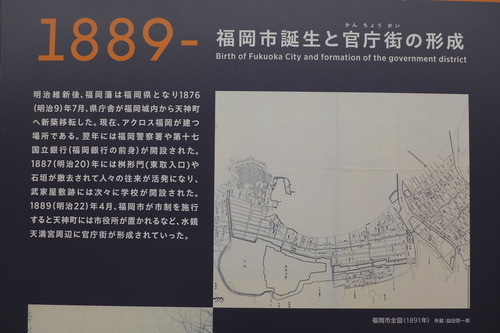 1889-
かんちょうがい
福岡市誕生と官庁街の形成
Birth of Fukuoka City and formation of the government district
明治維新後、福岡藩は福岡県となり1876
(明治9)年7月、県庁舎が福岡城内から天神町
へ新築移転した。現在、アクロス福岡が建つ
場所である。翌年には福岡警察署や第十七
国立銀行(福岡銀行の前身)が開設された。
1887(明治20)年には桝形門(東取入口)や
石垣が撤去されて人々の往来が活発になり、
武家屋敷跡には次々に学校が開設された。
1889(明治22)年4月、福岡市が市制を施行
すると天神町には市役所が置かれるなど、水鏡
天満宮周辺に官庁街が形成されていった。
福岡市全図(1891年) 所蔵:益田啓一郎